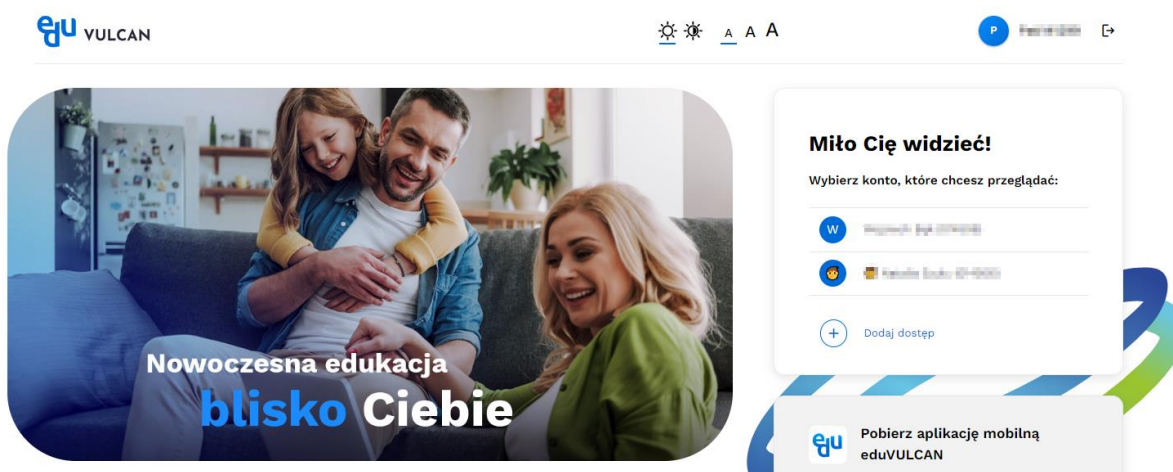 edu VULCAN
A A A
P
Miło Cię widzieć!
Wybierz konto, które chcesz przeglądać:
W
Dodaj dostęp
Nowoczesna edukacja
blisko Ciebie
edu
Pobierz aplikację mobilną
eduVULCAN